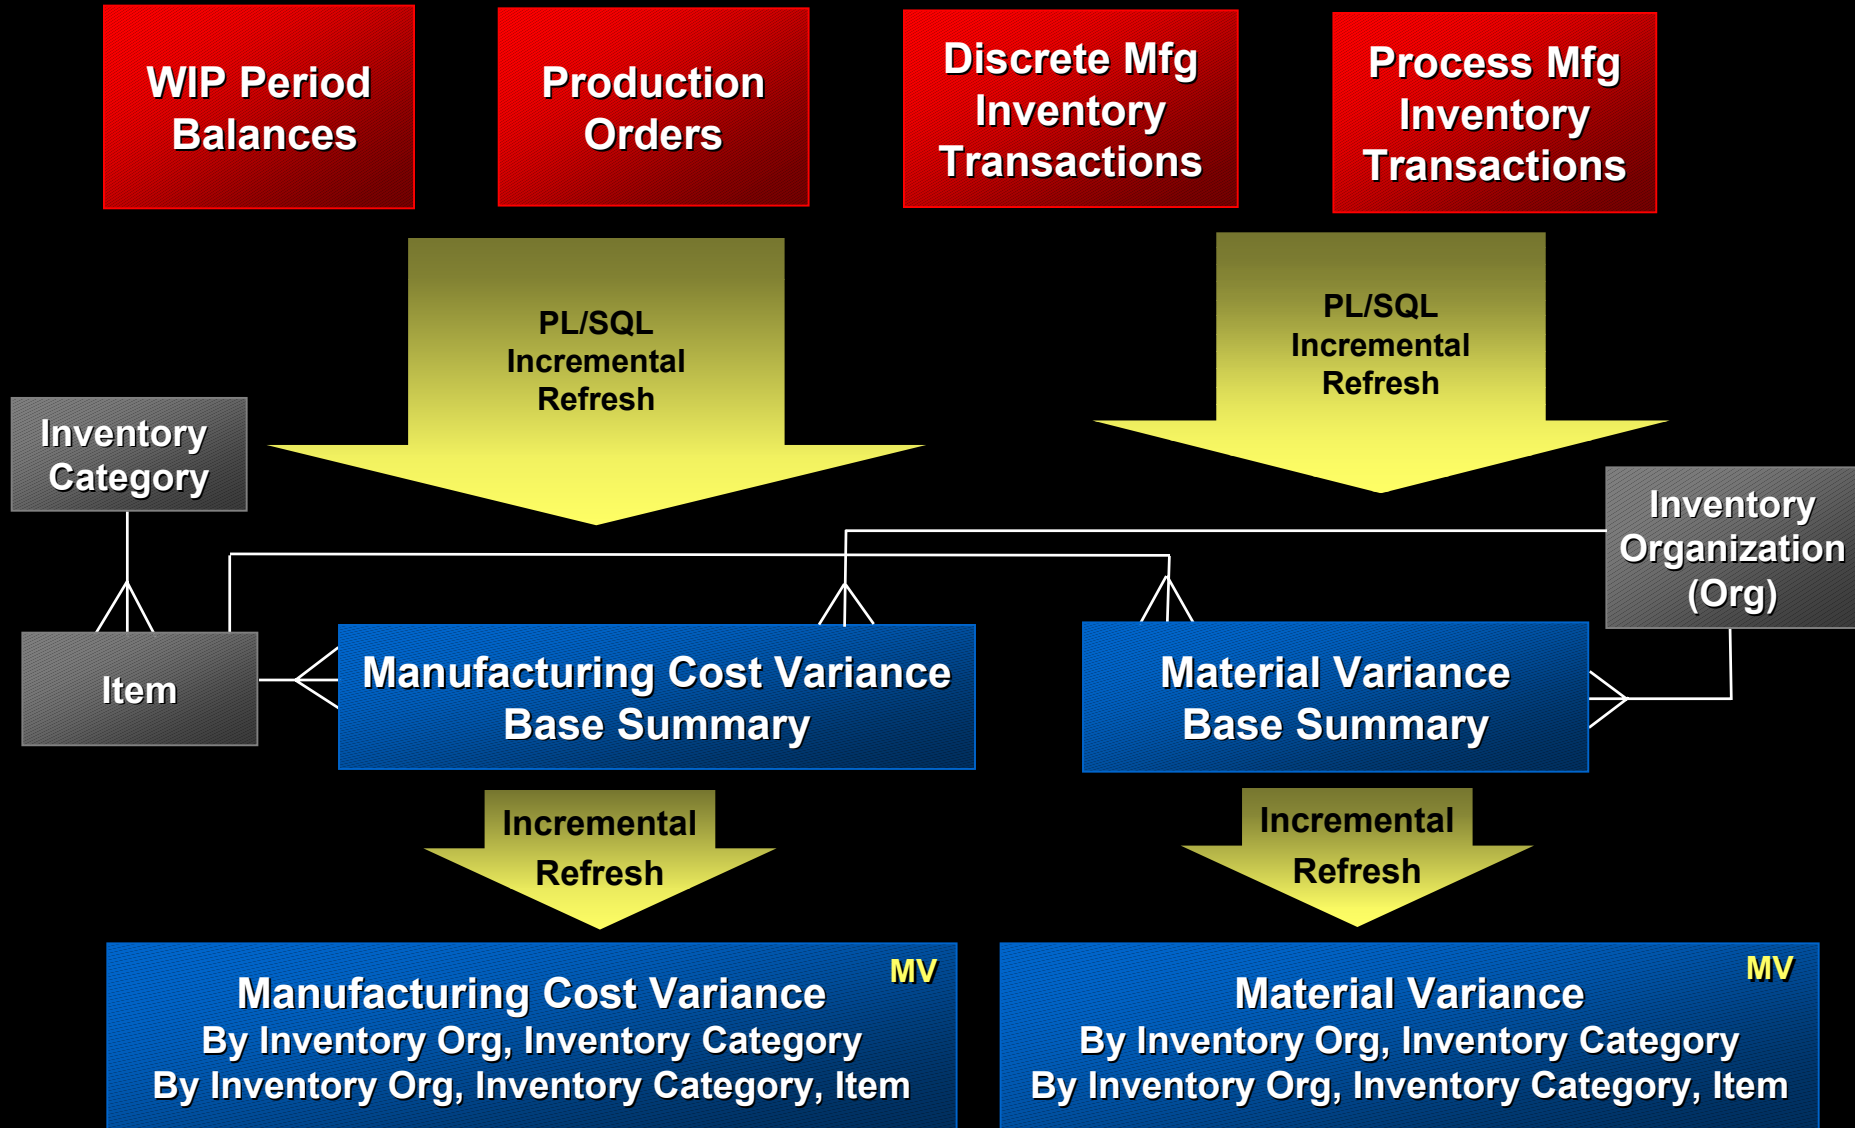 WIP Period
Balances
Production
Orders
Discrete Mfg
Inventory
Transactions
Process Mfg
Inventory
Transactions
PL/SQL
Incremental
Refresh
PL/SQL
Incremental
Refresh
Inventory
Category
Inventory
Organization
(Org)
Item
Manufacturing Cost Variance
Base Summary
Material Variance
Base Summary
Incremental
Refresh
Incremental
Refresh
MV
Manufacturing Cost Variance
By Inventory Org, Inventory Category
By Inventory Org, Inventory Category, Item
MV
Material Variance
By Inventory Org, Inventory Category
By Inventory Org, Inventory Category, Item